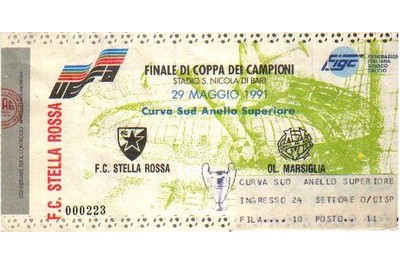 UEFA
F.C. STELLA ROSSA
FINALE DI COPPA DEI CAMPIONI
STADIO S. NICOLA DI BARI
29 MAGGIO 1991
Curva Sud Anello Superiore
FIGC
FEDERAZIONE
ITALIANA
GIUOCO
CALCIO
F.C. STELLA ROSSA
OL. MARSIGLIA
000223
CURVA SUD ANELLO SUPERIORE
INGRESSO 24 SETTORE O/DISP
FILA.... 10 POSTO.. 11